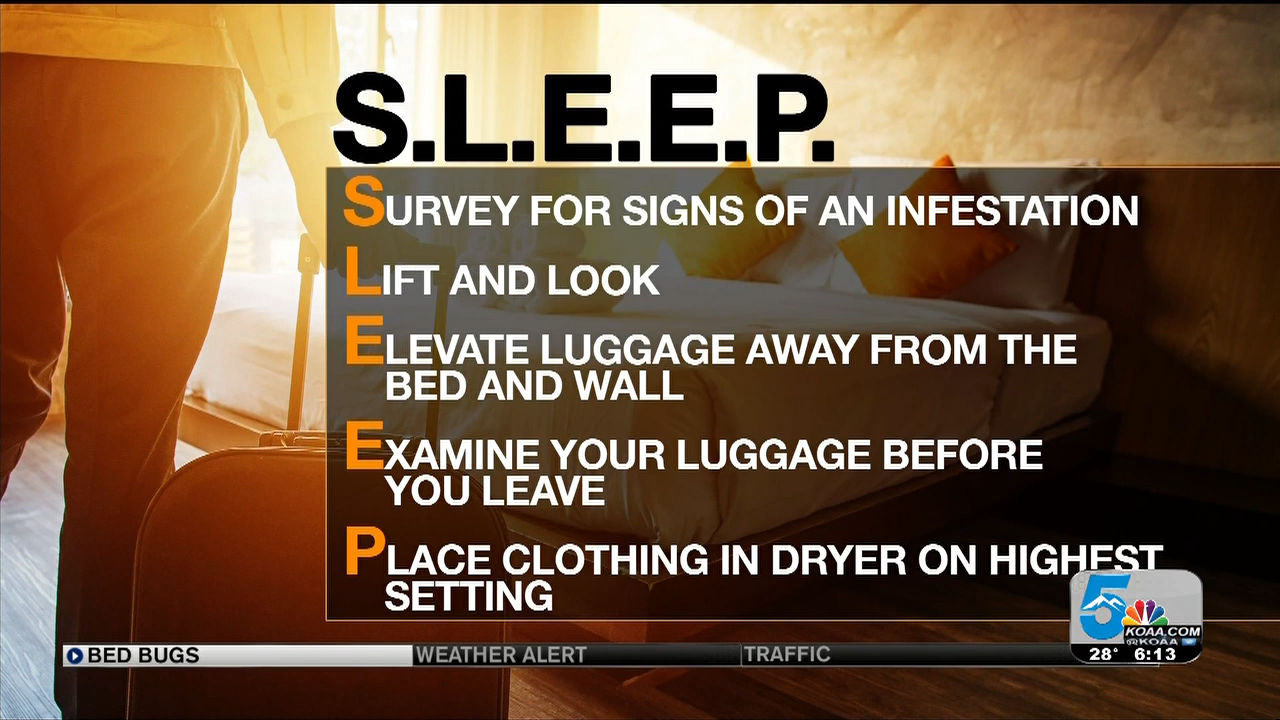 S.L.E.E.P.
SURVEY FOR SIGNS OF AN INFESTATION
LIFT AND LOOK
ELEVATE LUGGAGE AWAY FROM THE
BED AND WALL
EXAMINE YOUR LUGGAGE BEFORE
YOU LEAVE
PLACE CLOTHING IN DRYER ON HIGHEST
SETTING
5
KOAA.COM
@KOAA
28° 6:13
BED BUGS
WEATHER ALERT
TRAFFIC